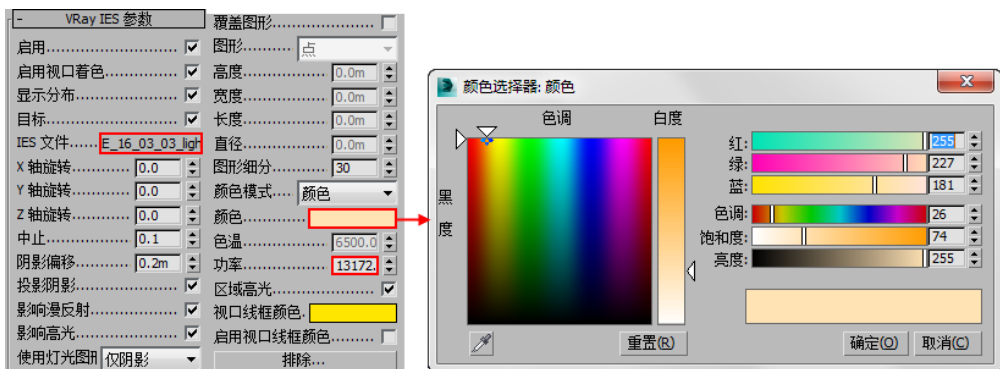 - VRay IES 参数
启用........................... ✔
启用视口着色............... ✔
显示分布..................... ✔
目标........................... ✔
IES 文件...... E_16_03_03_ligh
X 轴旋转....... 0.0
Y 轴旋转....... 0.0
Z 轴旋转....... 0.0
中止................ 0.1
阴影偏移......... 0.2m
投影阴影..................... ✔
影响漫反射.................. ✔
影响高光..................... ✔
使用灯光图 仅阴影
覆盖图形......................
图形........... 点
高度................. 0.0m
宽度................. 0.0m
长度................. 0.0m
直径................. 0.0m
图形细分........... 30
颜色模式.... 颜色
颜色.................
色温................. 6500.0
功率................. 13172.
区域高光...................... ✔
视口线框颜色.
启用视口线框颜色.........
排除...
颜色选择器: 颜色
X
色调 白度
黑
度
红: 255
绿: 227
蓝: 181
色调: 26
饱和度: 74
亮度: 255
重置(R)
确定(O) 取消(C)